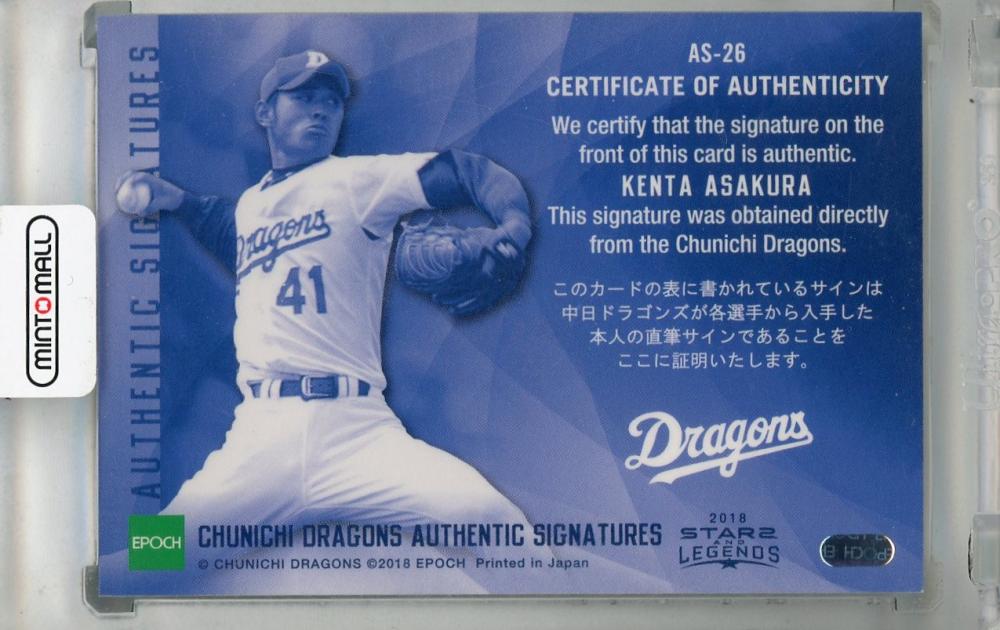 AS-26
CERTIFICATE OF AUTHENTICITY
We certify that the signature on the
front of this card is authentic.
KENTA ASAKURA
This signature was obtained directly
from the Chunichi Dragons.
このカードの表に書かれているサインは
中日ドラゴンズが各選手から入手した
本人の直筆サインであることを
ここに証明いたします。
Dragons
AUTHENTIC SIGNATURES
D
Dragons
41
MINT MALL
EPOCH
CHUNICHI DRAGONS AUTHENTIC SIGNATURES
© CHUNICHI DRAGONS ©2018 EPOCH Printed in Japan
2018
STARS
AND
LEGENDS